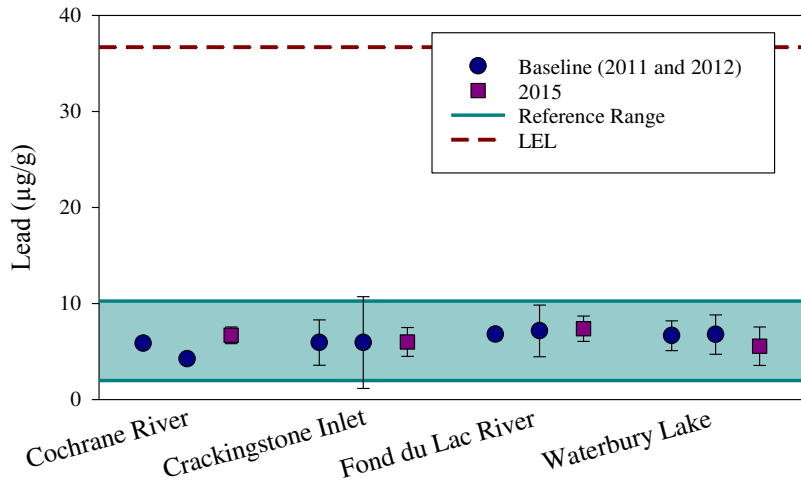 40
30
20
10
0
Lead (µg/g)
Baseline (2011 and 2012)
2015
Reference Range
LEL
Cochrane River
Crackingstone Inlet
Fond du Lac River
Waterbury Lake